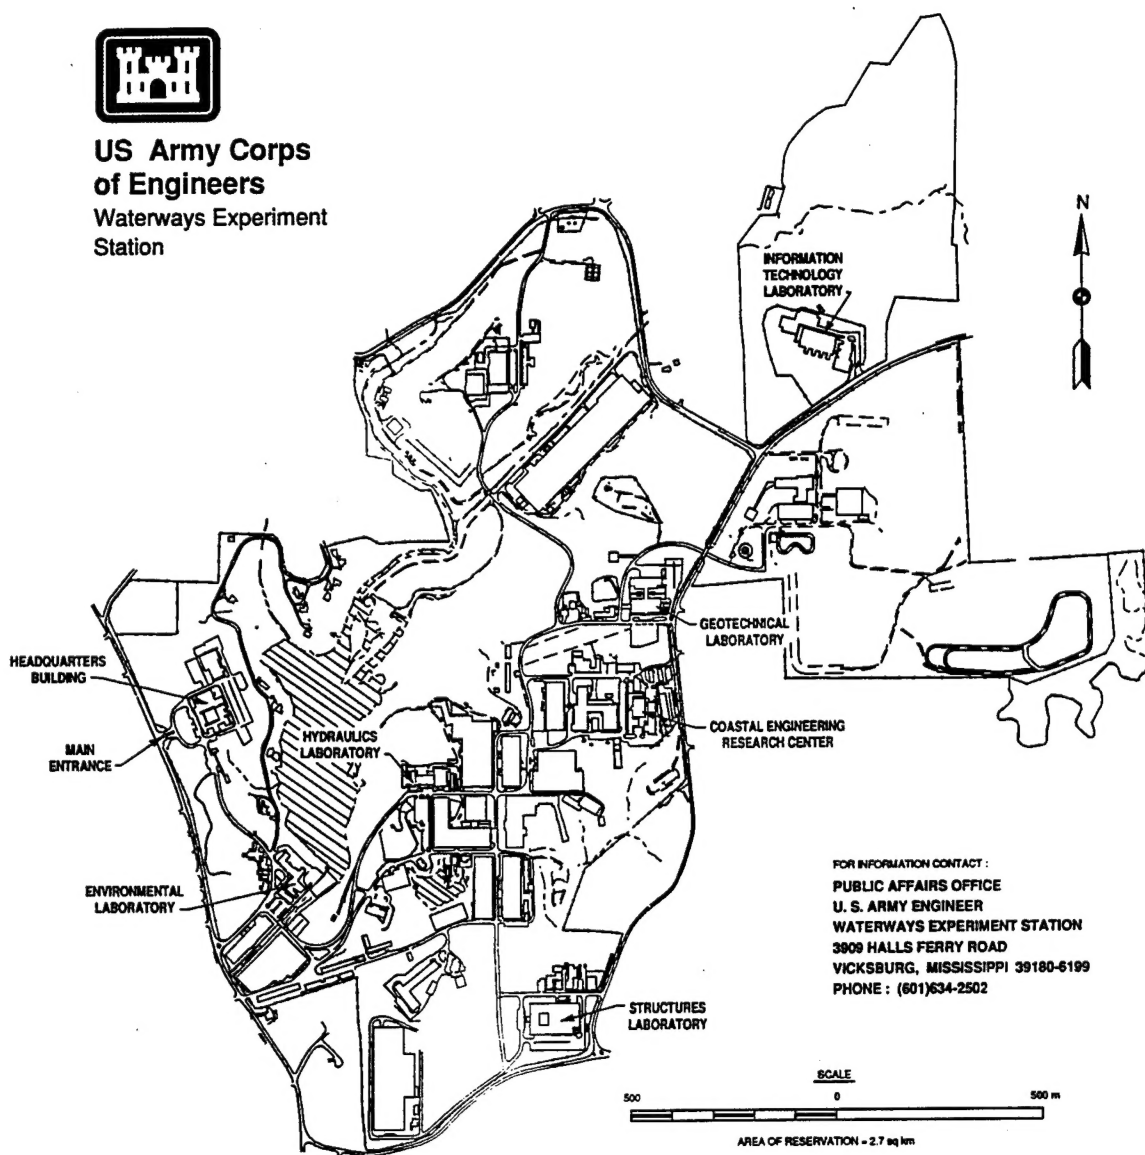 US Army Corps
of Engineers
Waterways Experiment
Station
N
INFORMATION
TECHNOLOGY
LABORATORY
GEOTECHNICAL
LABORATORY
HEADQUARTERS
BUILDING
MAIN
ENTRANCE
HYDRAULICS
LABORATORY
COASTAL ENGINEERING
RESEARCH CENTER
ENVIRONMENTAL
LABORATORY
STRUCTURES
LABORATORY
FOR INFORMATION CONTACT :
PUBLIC AFFAIRS OFFICE
U. S. ARMY ENGINEER
WATERWAYS EXPERIMENT STATION
3909 HALLS FERRY ROAD
VICKSBURG, MISSISSIPPI 39180-6199
PHONE : (601)634-2502
SCALE
500 0 500 m
AREA OF RESERVATION - 2.7 sq km